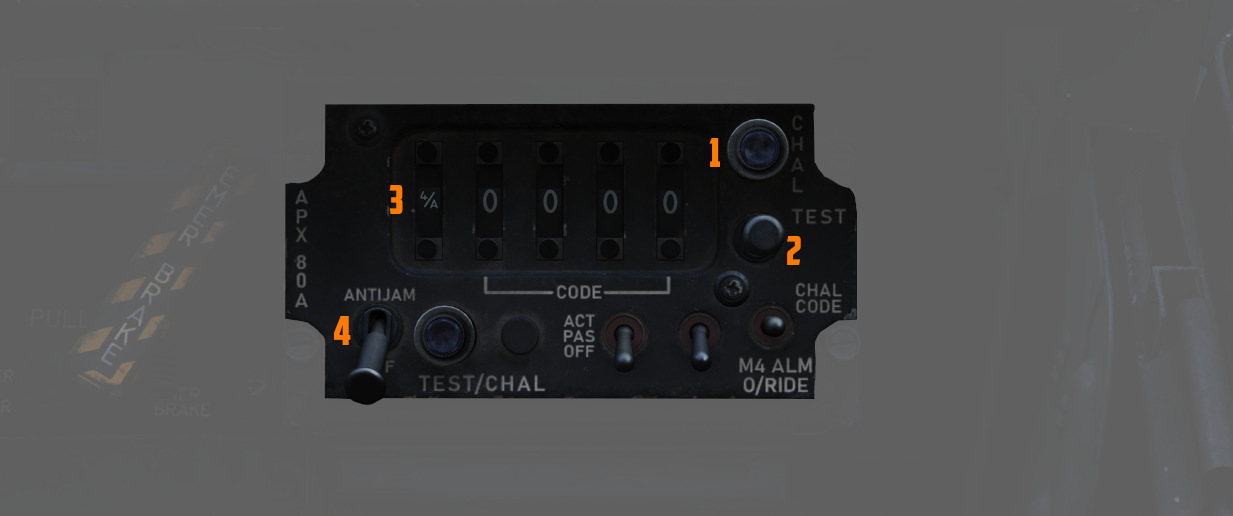 CHAL
1
TEST
2
3
4/A 0 0 0 0
APX 80A
CODE
CHAL
CODE
ANTIJAM
4
F
TEST/CHAL
ACT
PAS
OFF
M4 ALM
O/RIDE
EMER BRAKE
PULL
BRAKE